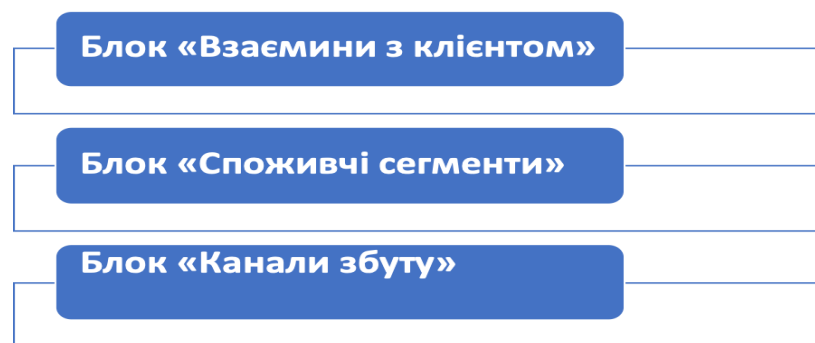 Блок «Взаємини з клієнтом»
Блок «Споживчі сегменти»
Блок «Канали збуту»